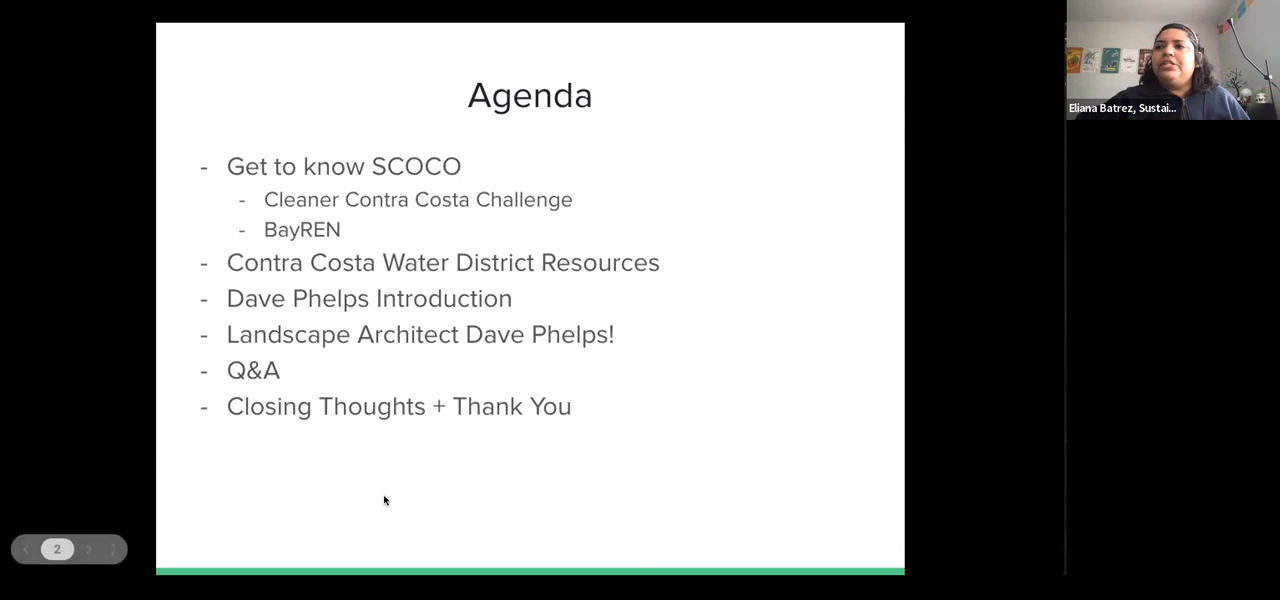 Agenda
- Get to know SCOCO
- Cleaner Contra Costa Challenge
- BayREN
- Contra Costa Water District Resources
- Dave Phelps Introduction
- Landscape Architect Dave Phelps!
- Q&A
- Closing Thoughts + Thank You
Eliana Batrez, Sustai...
2